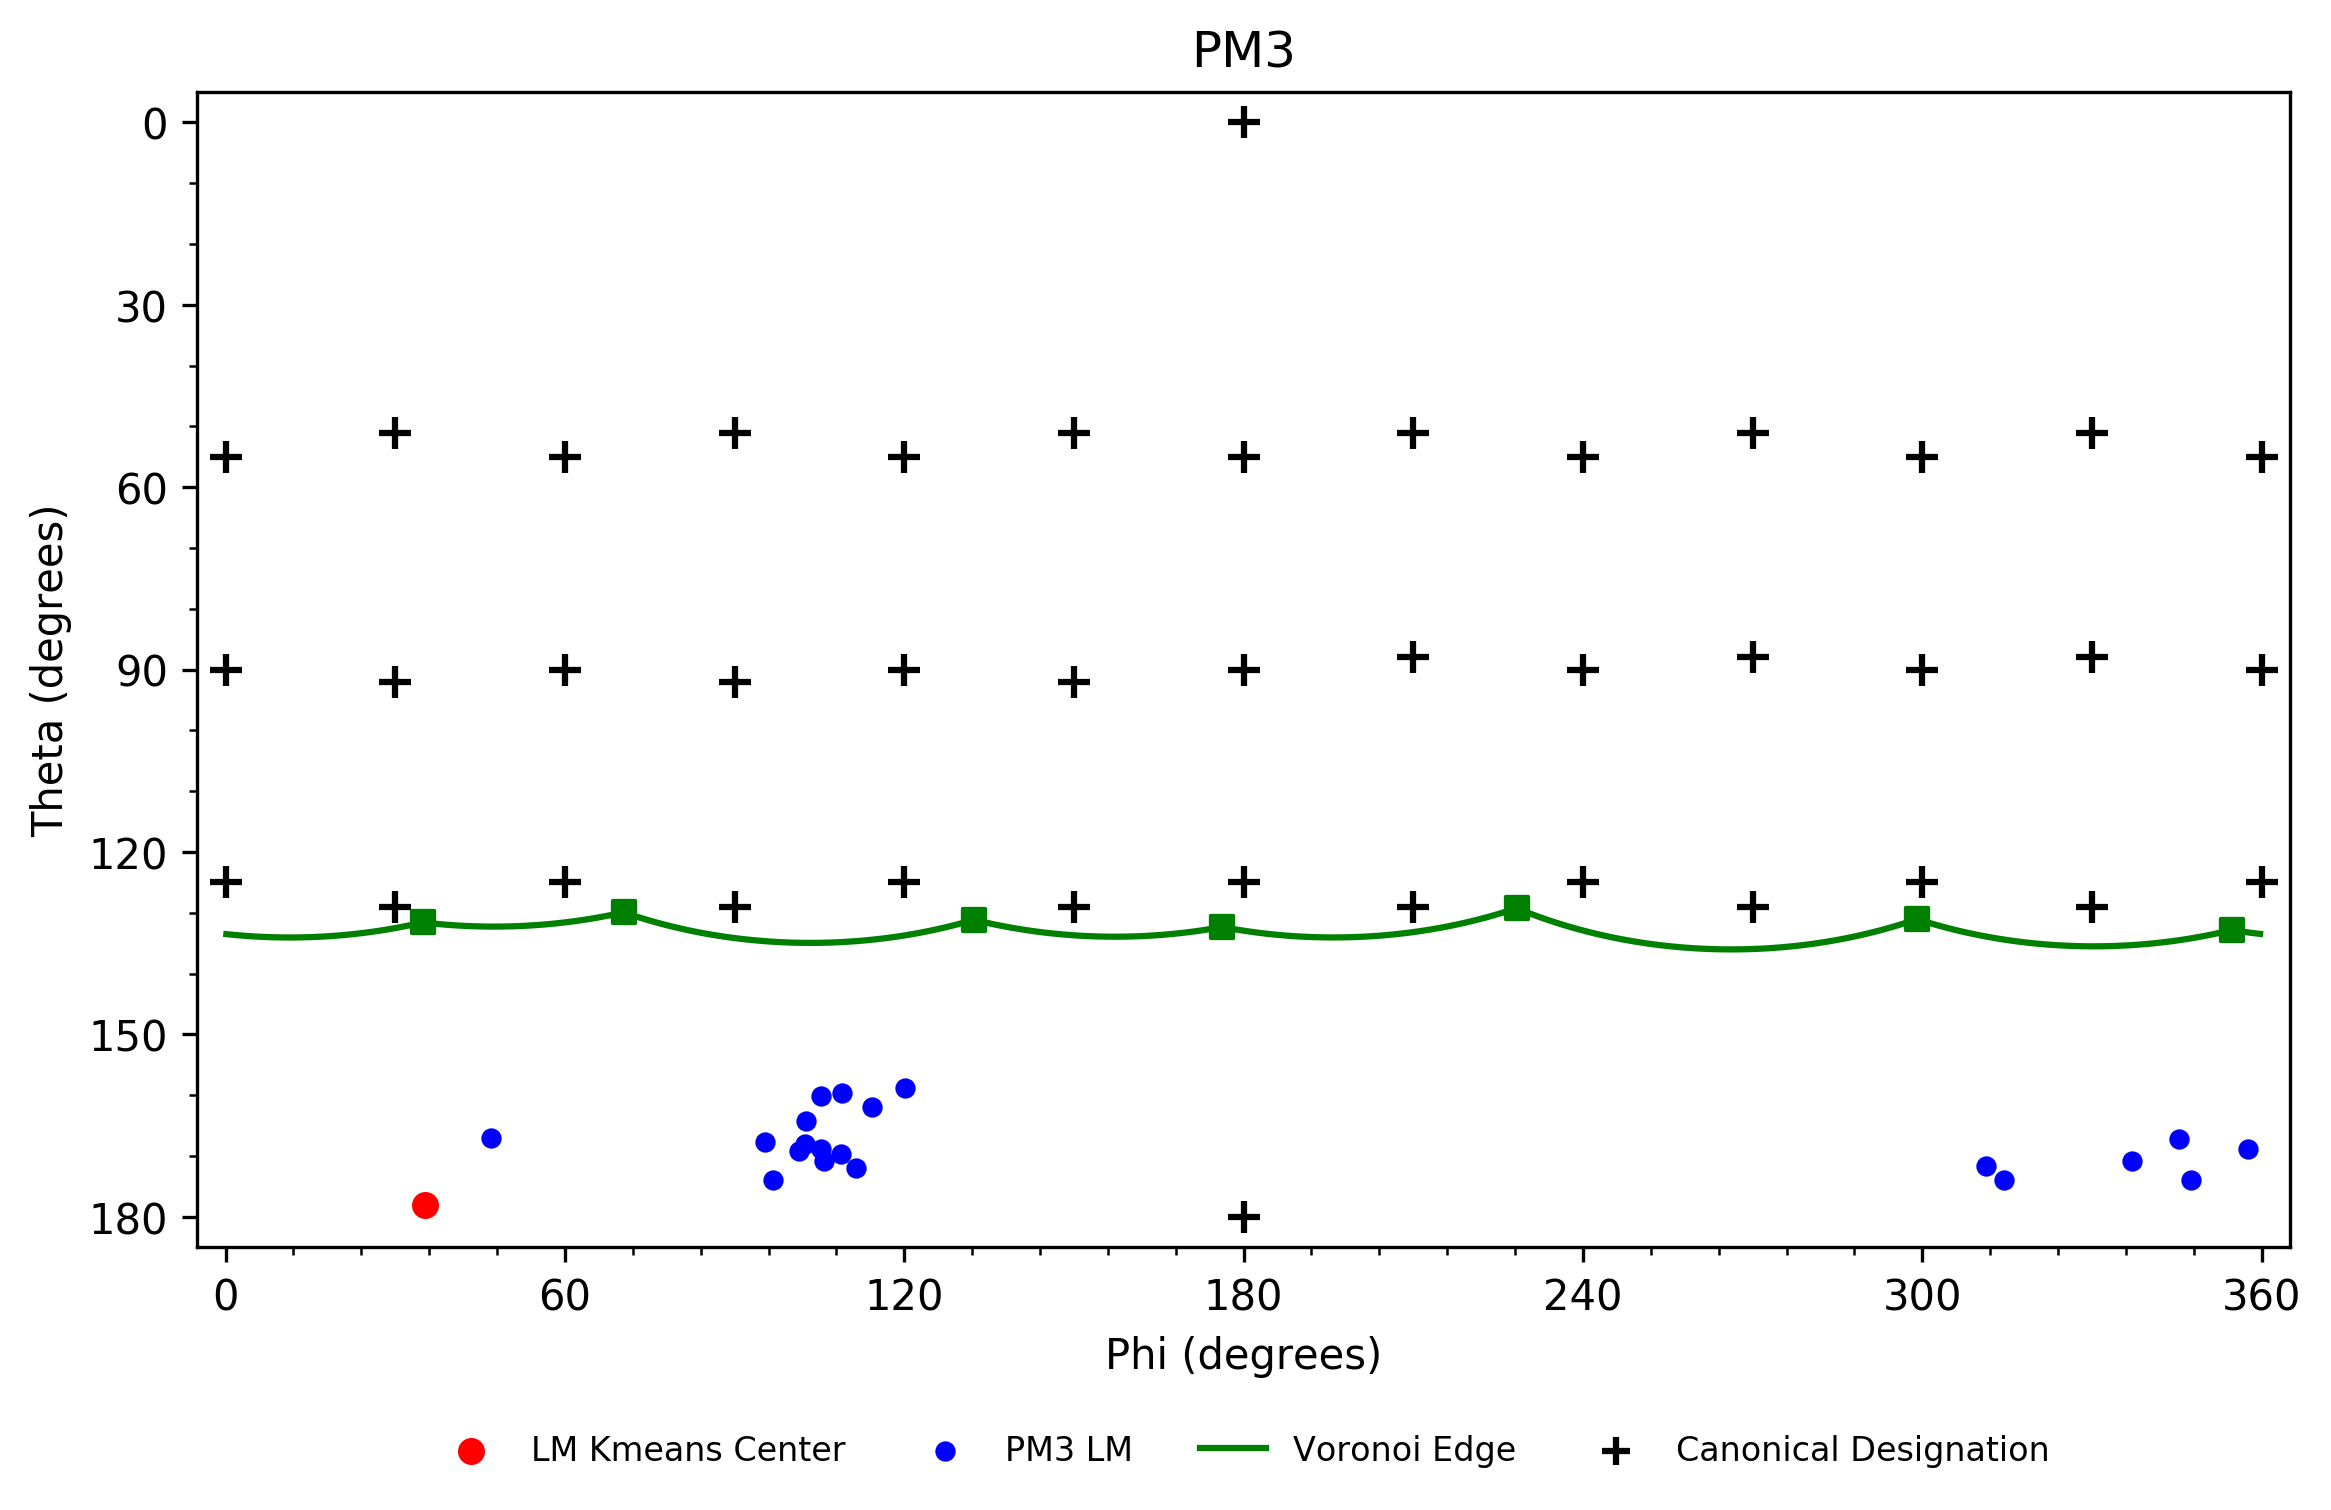 PM3
0
30
60
90
120
150
180
Theta (degrees)
0 60 120 180 240 300 360
Phi (degrees)
LM Kmeans Center PM3 LM Voronoi Edge Canonical Designation